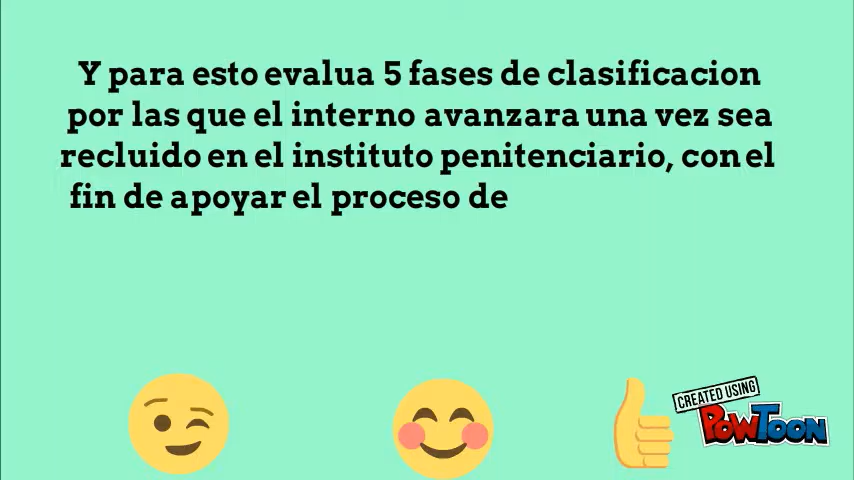 Y para esto evalua 5 fases de clasificacion
por las que el interno avanzara una vez sea
recluido en el instituto penitenciario, con el
fin de apoyar el proceso de
CREATED USING
POWTOON